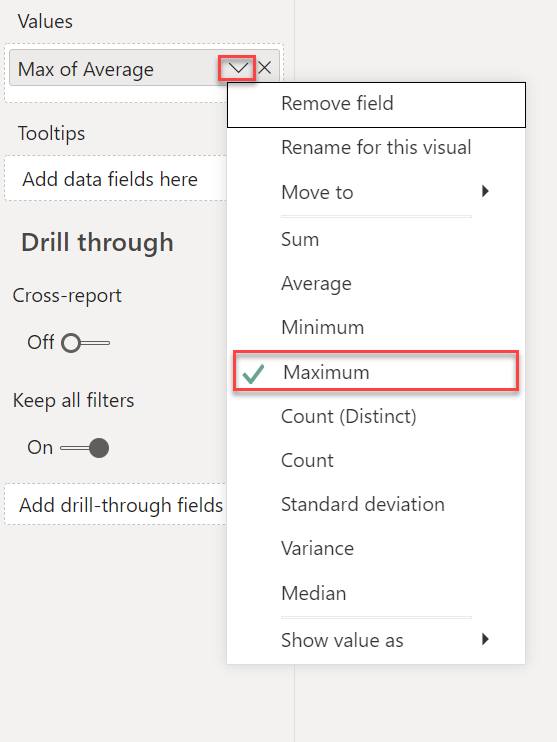 Values
Max of Average
Remove field
Rename for this visual
Tooltips
Add data fields here
Move to
Drill through
Sum
Cross-report
Average
Off
Minimum
Maximum
Keep all filters
Count (Distinct)
On
Count
Add drill-through fields
Standard deviation
Variance
Median
Show value as